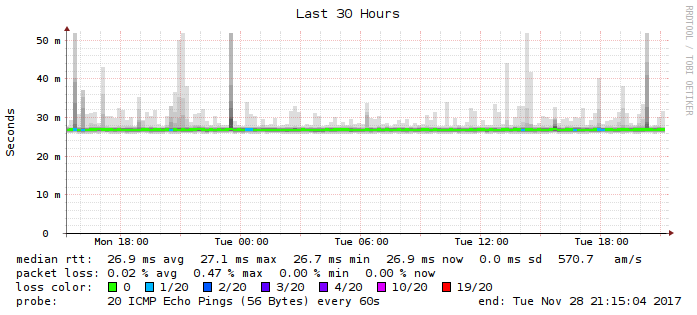 Last 30 Hours
RRDTOOL / TOBI OETIKER
Seconds
50 m
40 m
30 m
20 m
10 m
0
Mon 18:00 Tue 00:00 Tue 06:00 Tue 12:00 Tue 18:00
median rtt: 26.9 ms avg 27.1 ms max 26.7 ms min 26.9 ms now 0.0 ms sd 570.7 am/s
packet loss: 0.02 % avg 0.47 % max 0.00 % min 0.00 % now
loss color: 0 1/20 2/20 3/20 4/20 10/20 19/20
probe: 20 ICMP Echo Pings (56 Bytes) every 60s end: Tue Nov 28 21:15:04 2017